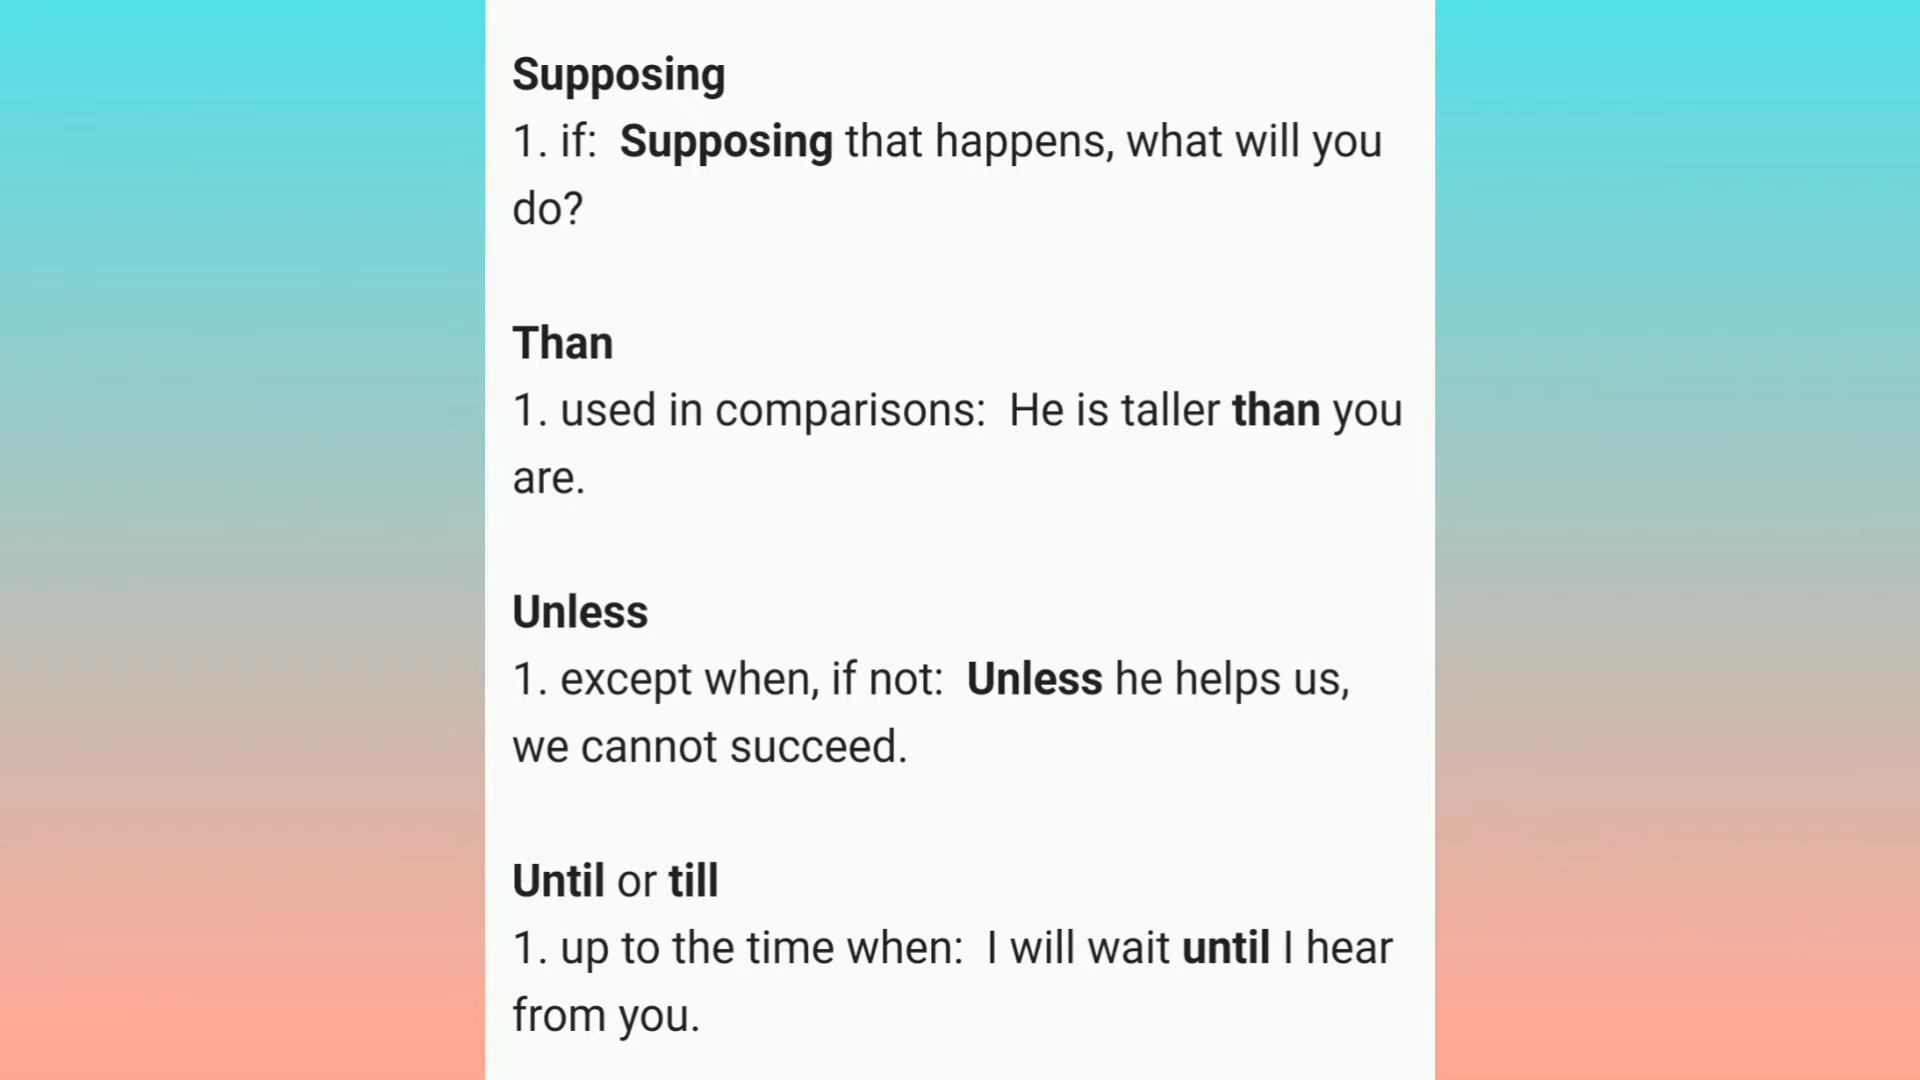 Supposing
1. if:  Supposing that happens, what will you
do?
Than
1. used in comparisons:  He is taller than you
are.
Unless
1. except when, if not:  Unless he helps us,
we cannot succeed.
Until or till
1. up to the time when:  I will wait until I hear
from you.